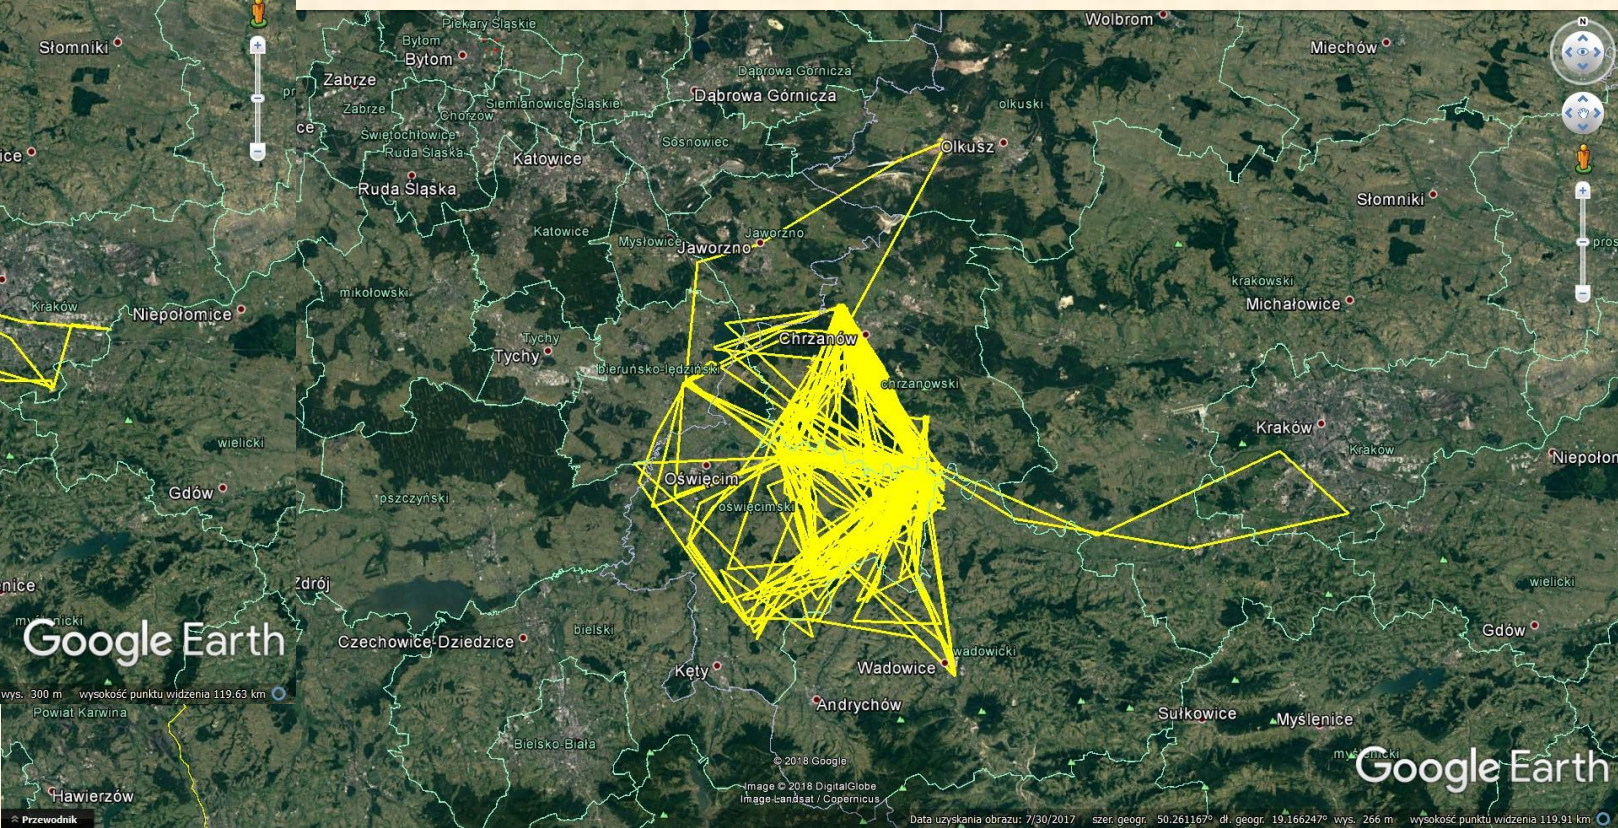 Słomniki
ice
Kraków
Niepołomice
wielicki
Gdów
nice
Google Earth
wys. 300 m wysokość punktu widzenia 119.63 km
Powiat Karwina
Hawierzów
Przewodnik
Piekary Śląskie
Wolbrom
Bytom
Bytom
Miechów
Zabrze
Dąbrowa Górnicza
Dąbrowa Górnicza
Zabrze
Siemianowice Śląskie
olkuski
Chorzów
ce
Świętochłowice
Sosnowiec
Olkusz
Ruda Śląska
Katowice
Ruda Śląska
Słomniki
Katowice
Jaworzno
Mysłowice
Jaworzno
pros
krakowski
mikołowski
Michałowice
Tychy
Chrzanów
Tychy
bieruńsko-lędziński
chrzanowski
Kraków
Kraków
Niepołom
Oświęcim
pszczyński
oświęcimski
Zdrój
wielicki
bielski
Gdów
Czechowice-Dziedzice
wadowicki
Kęty
Wadowice
Andrychów
Sułkowice
Myślenice
Bielsko-Biała
Google Earth
© 2018 Google
Image © 2018 DigitalGlobe
Image Landsat / Copernicus
Data uzyskania obrazu: 7/30/2017 szer. geogr. 50.261167° dł. geogr. 19.166247° wys. 266 m wysokość punktu widzenia 119.91 km
N